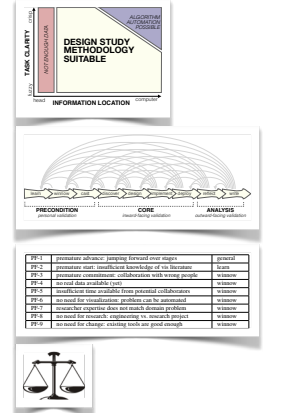 TASK CLARITY
fuzzy
crisp
NOT ENOUGH DATA
DESIGN STUDY
METHODOLOGY
SUITABLE
ALGORITHM
AUTOMATION
POSSIBLE
head
INFORMATION LOCATION
computer
learn winnow cast discover design implement deploy reflect write
PRECONDITION CORE ANALYSIS
personal validation inward-facing validation outward-facing validation
PF-1 premature advance: jumping forward over stages general
PF-2 premature start: insufficient knowledge of vis literature learn
PF-3 premature commitment: collaboration with wrong people winnow
PF-4 no real data available (yet) winnow
PF-5 insufficient time available from potential collaborators winnow
PF-6 no need for visualization: problem can be automated winnow
PF-7 researcher expertise does not match domain problem winnow
PF-8 no need for research: engineering vs. research project winnow
PF-9 no need for change: existing tools are good enough winnow